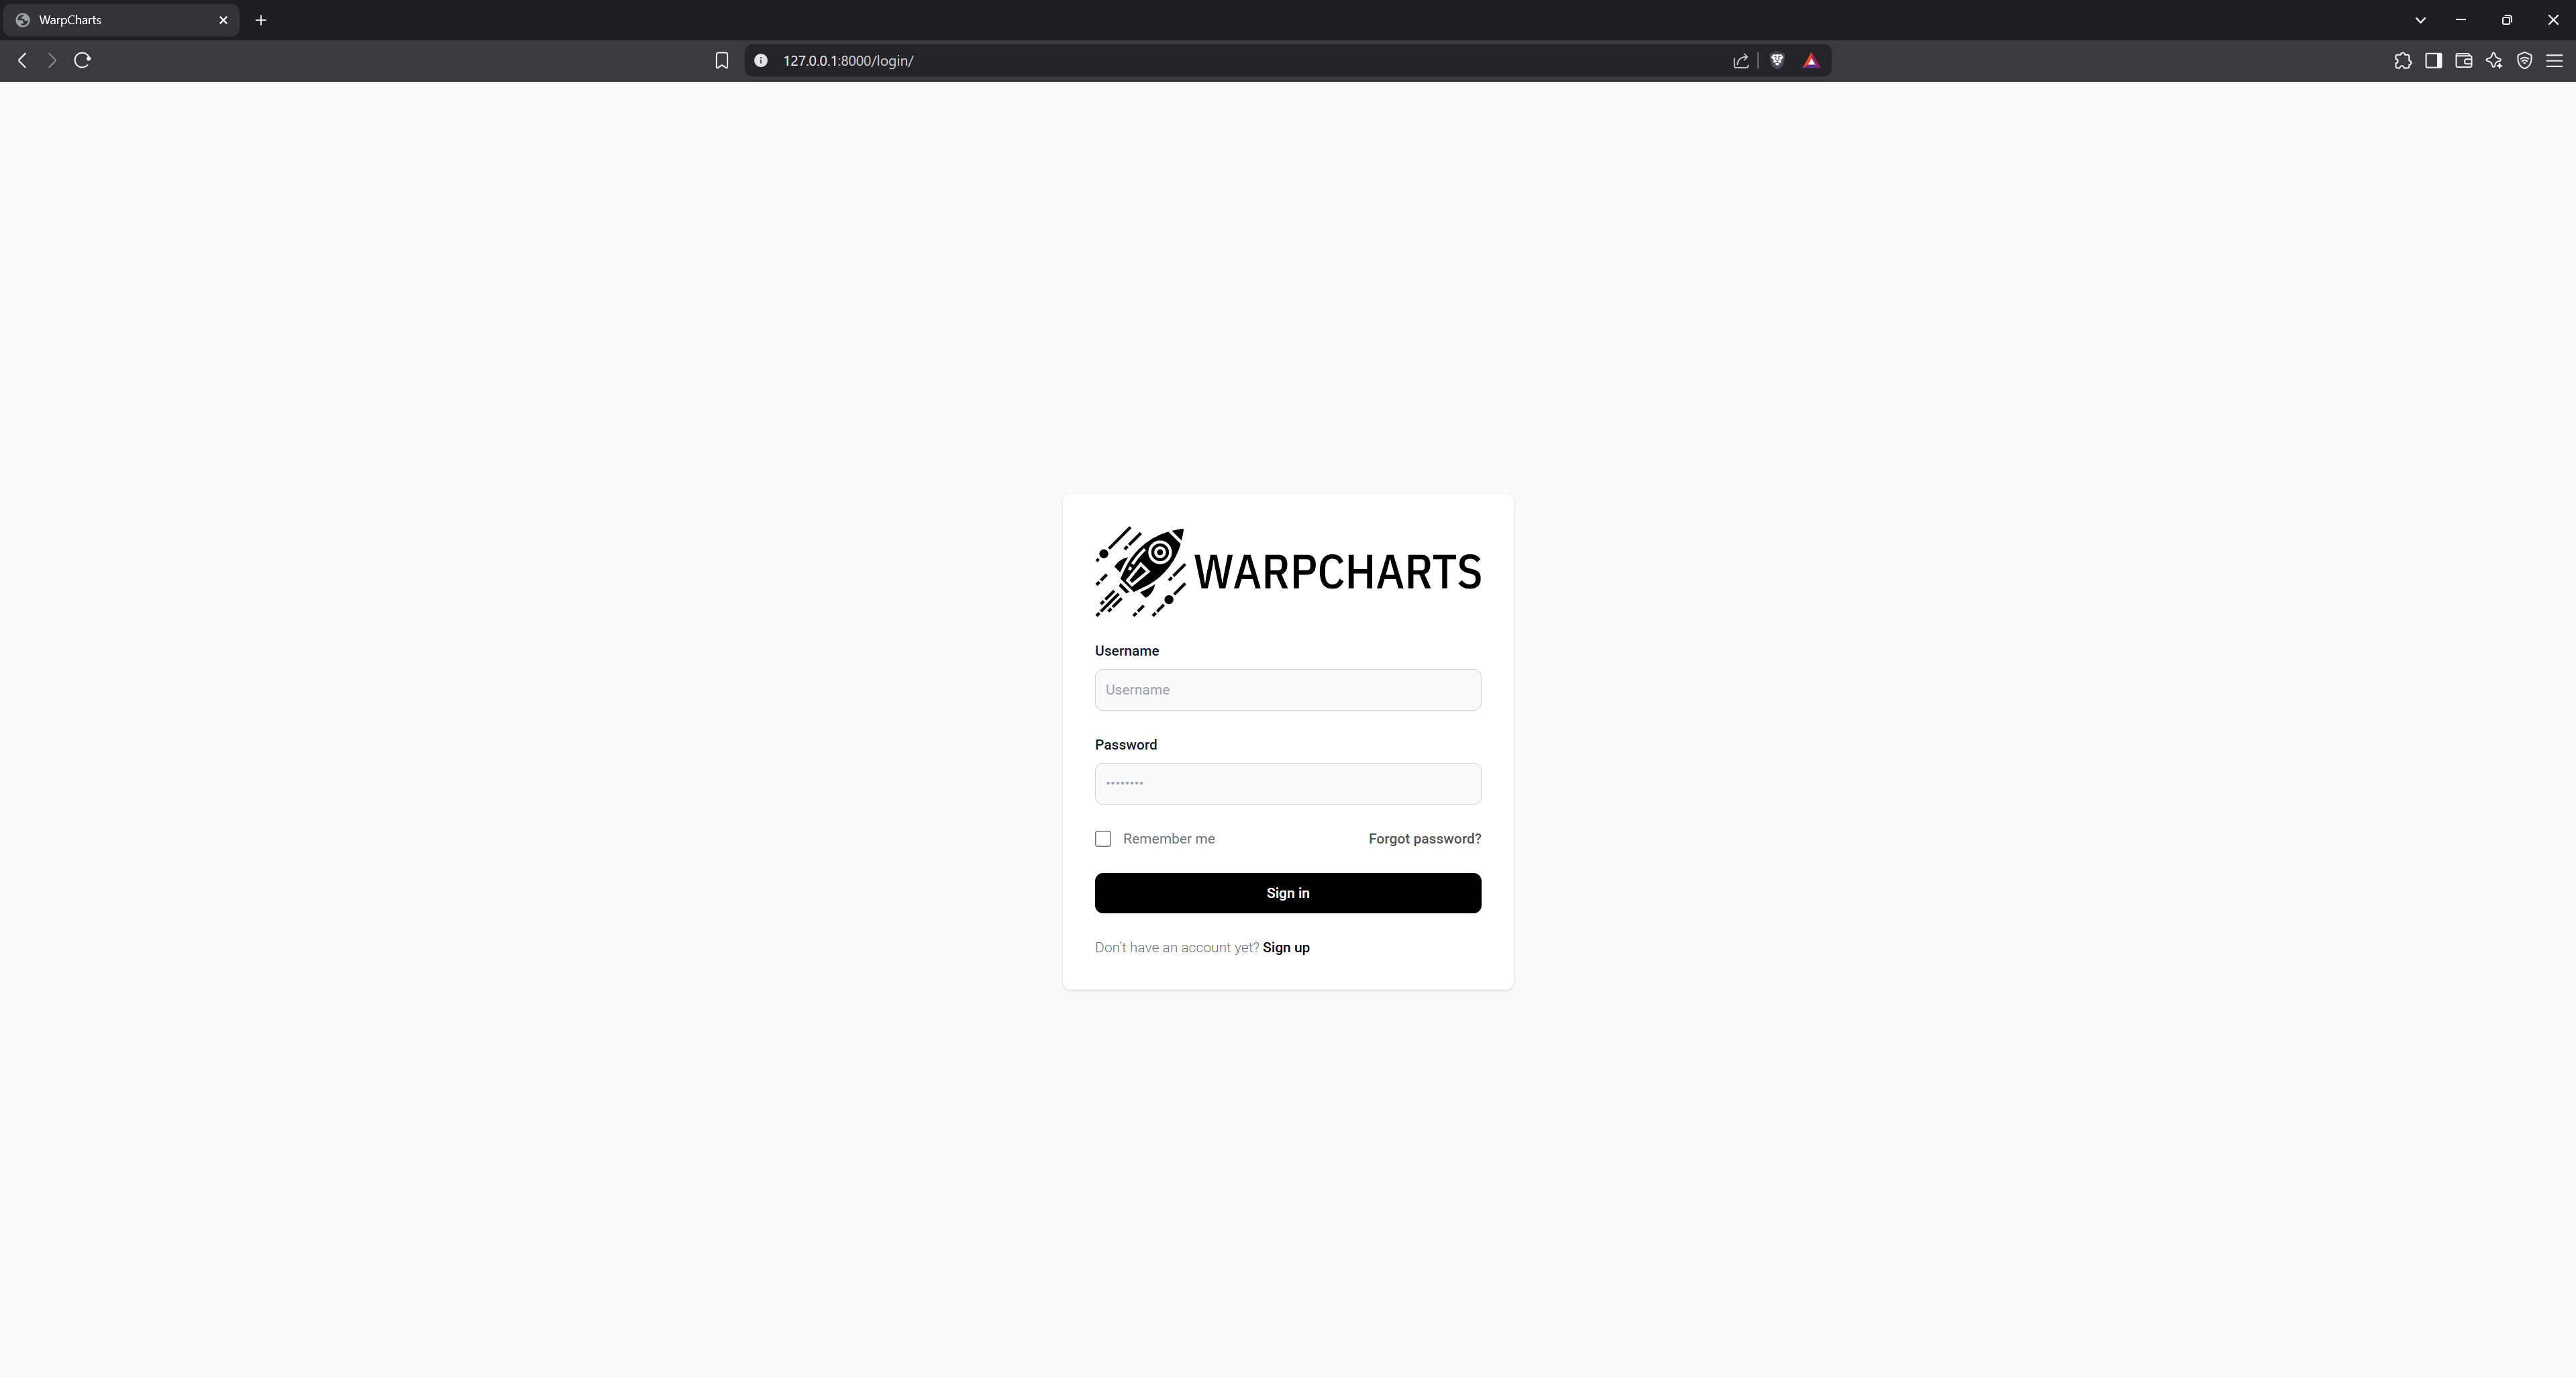 WarpCharts
127.0.0.1:8000/login/
WARPCHARTS
Username
Username
Password
••••••••
Remember me
Forgot password?
Sign in
Don't have an account yet? Sign up